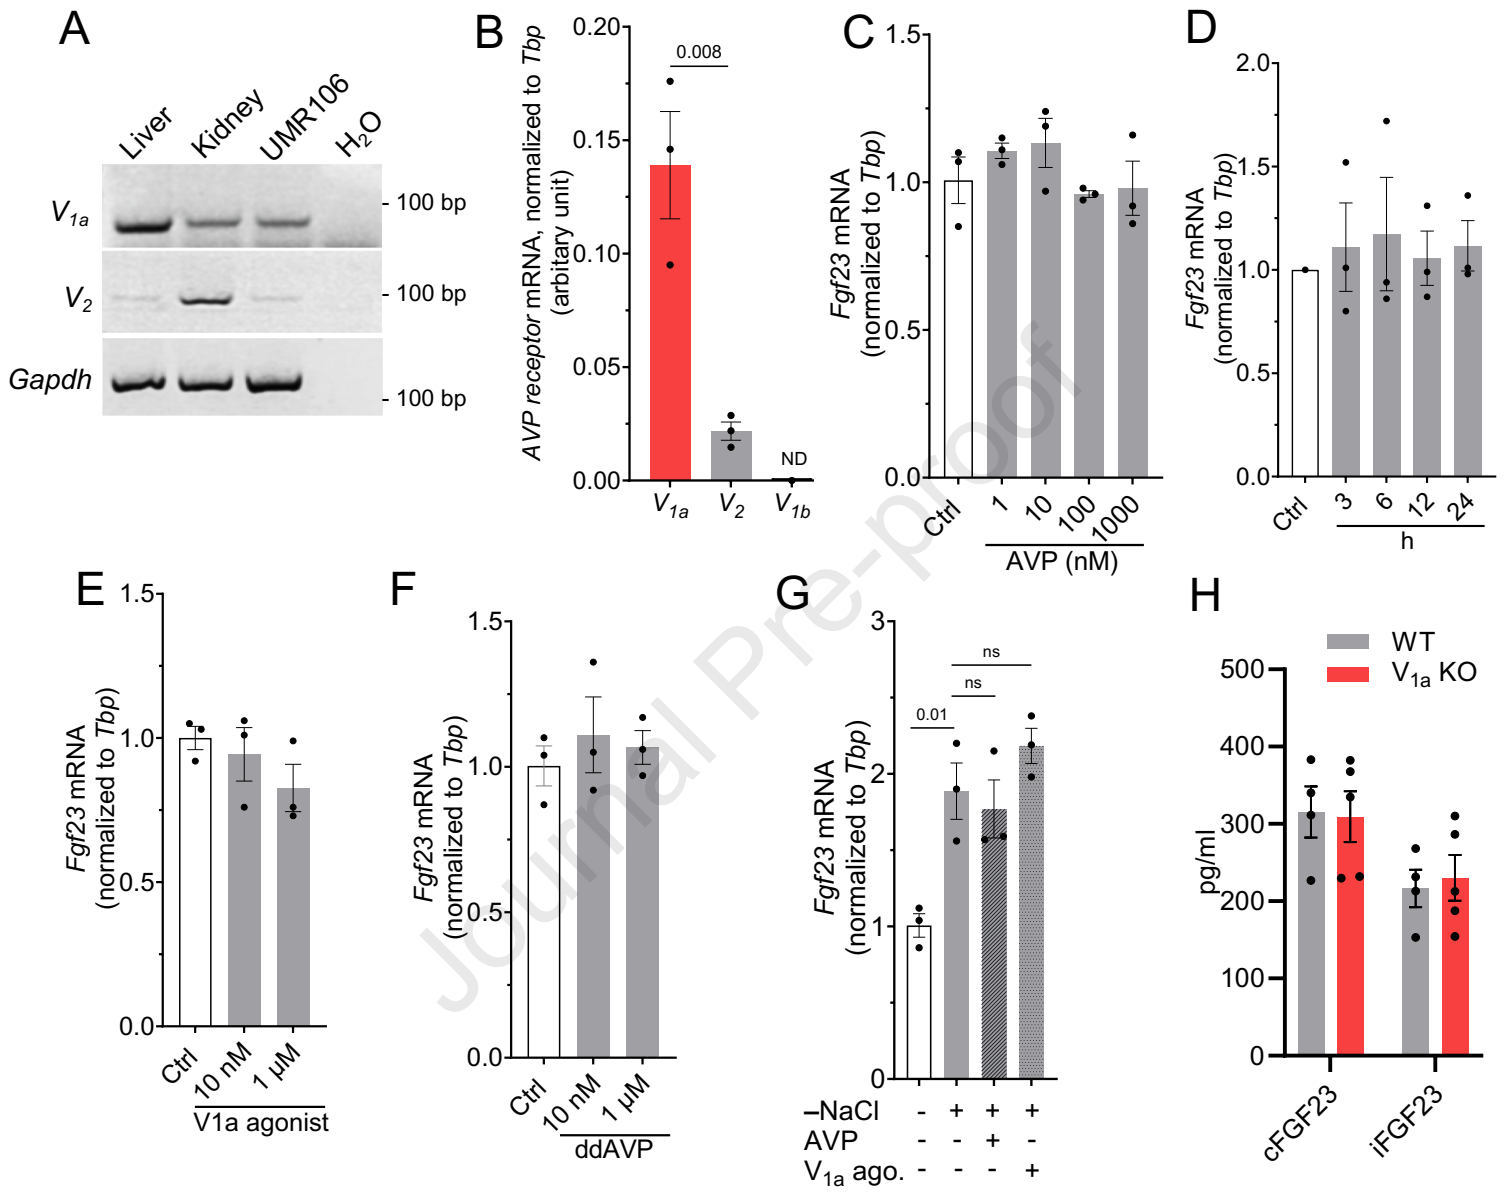 A
Liver Kidney UMR106 H2O
V1a
- 100 bp
V2
- 100 bp
Gapdh
- 100 bp
B
AVP receptor mRNA, normalized to Tbp
(arbitary unit)
0.20
0.15
0.10
0.05
0.00
0.008
ND
V1a V2 V1b
C
Fgf23 mRNA
(normalized to Tbp)
1.5
1.0
0.5
0.0
Ctrl 1 10 100 1000
AVP (nM)
D
Fgf23 mRNA
(normalized to Tbp)
2.0
1.5
1.0
0.5
0.0
Ctrl 3 6 12 24
h
E
Fgf23 mRNA
(normalized to Tbp)
1.5
1.0
0.5
0.0
Ctrl 10 nM 1 µM
V1a agonist
F
Fgf23 mRNA
(normalized to Tbp)
1.5
1.0
0.5
0.0
Ctrl 10 nM 1 µM
ddAVP
G
Fgf23 mRNA
(normalized to Tbp)
3
2
1
0
ns
ns
0.01
–NaCl - + + +
AVP - - + -
V1a ago. - - - +
H
WT
V1a KO
pg/ml
500
400
300
200
100
0
cFGF23 iFGF23
Journal Pre-proof